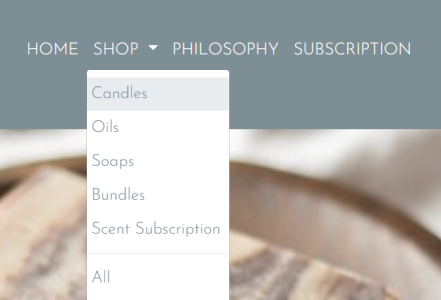 HOME SHOP PHILOSOPHY SUBSCRIPTION
Candles
Oils
Soaps
Bundles
Scent Subscription
All